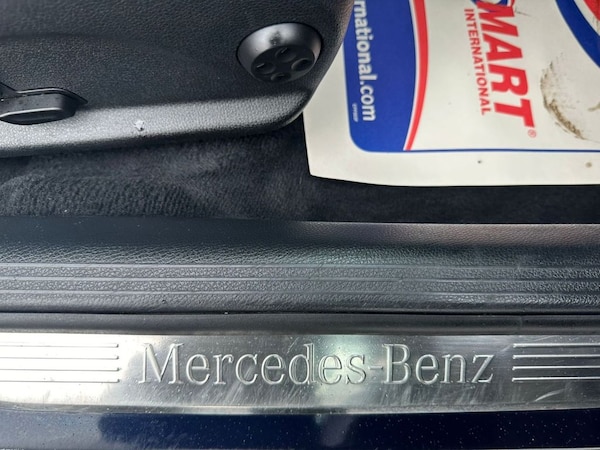 MART®
INTERNATIONAL
rnational.com
Mercedes-Benz